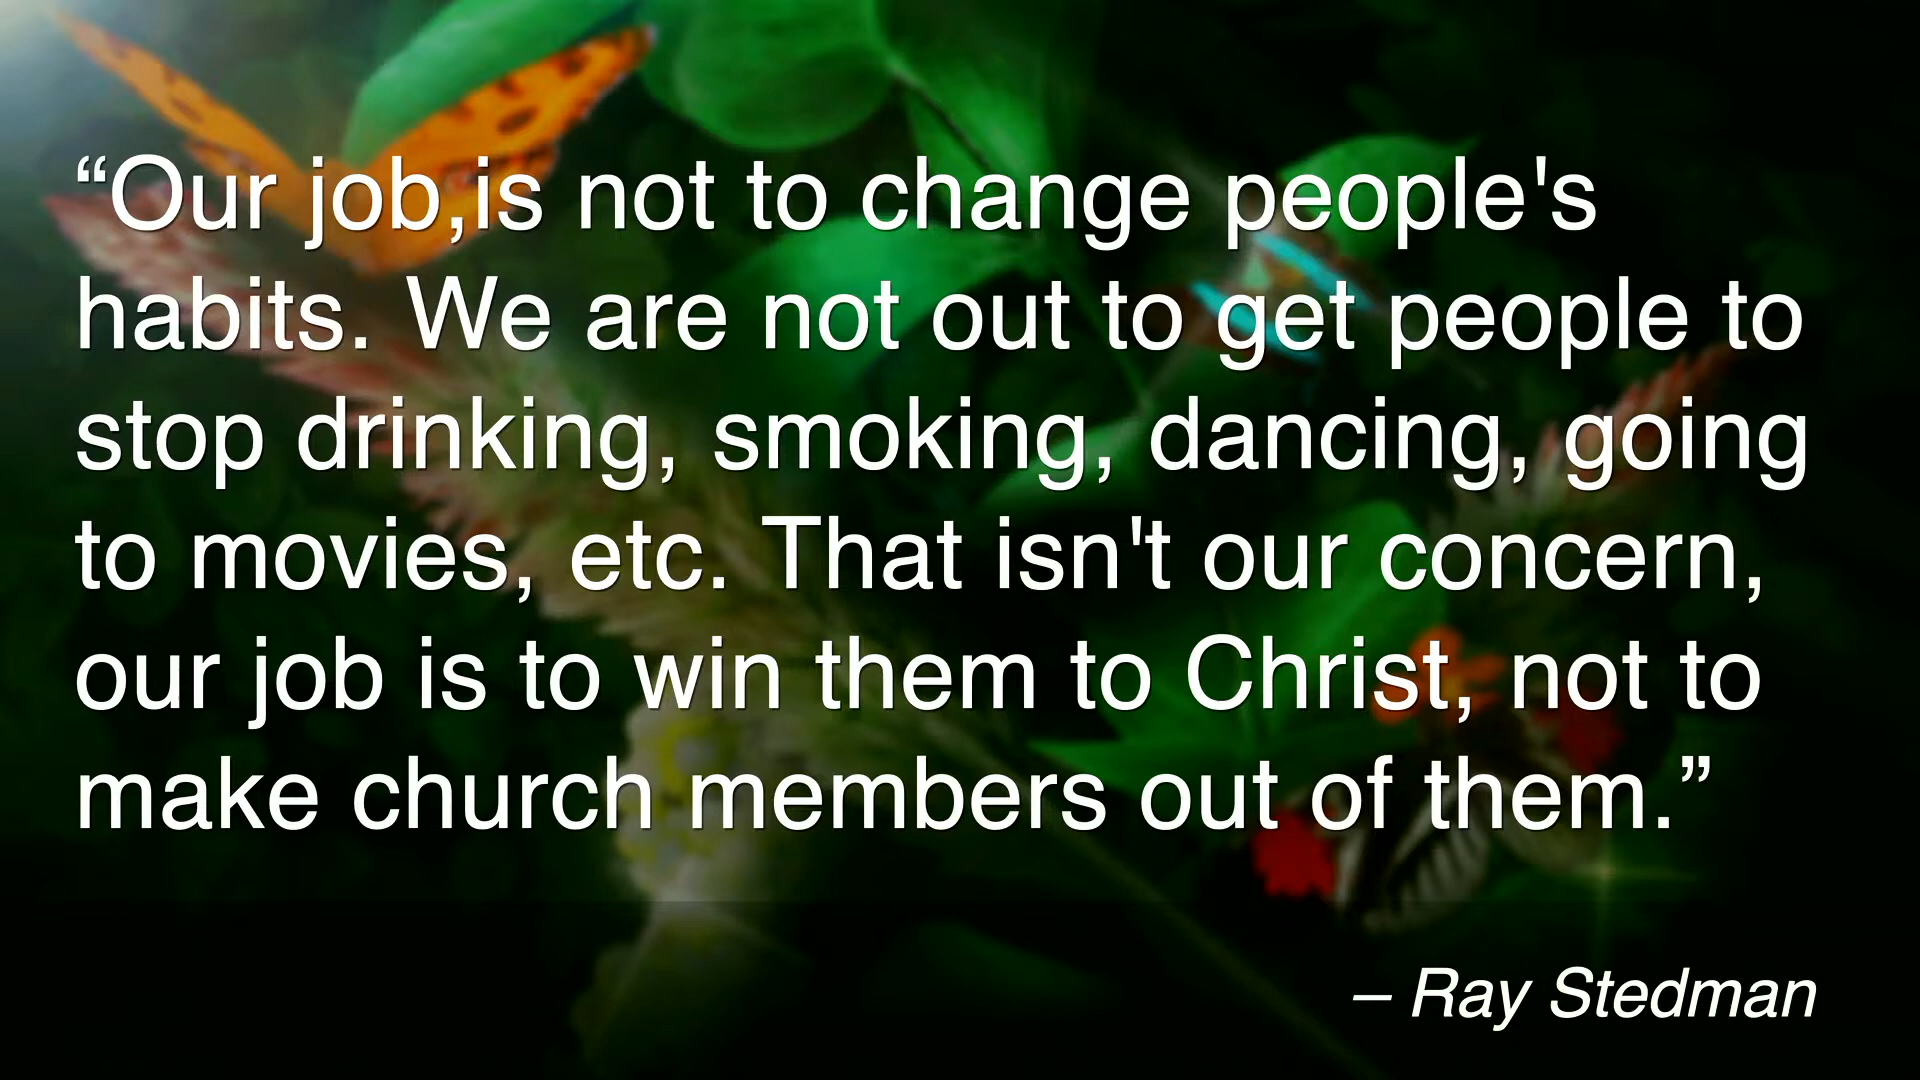 “Our job,is not to change people's
habits. We are not out to get people to
stop drinking, smoking, dancing, going
to movies, etc. That isn't our concern,
our job is to win them to Christ, not to
make church members out of them.”
– Ray Stedman